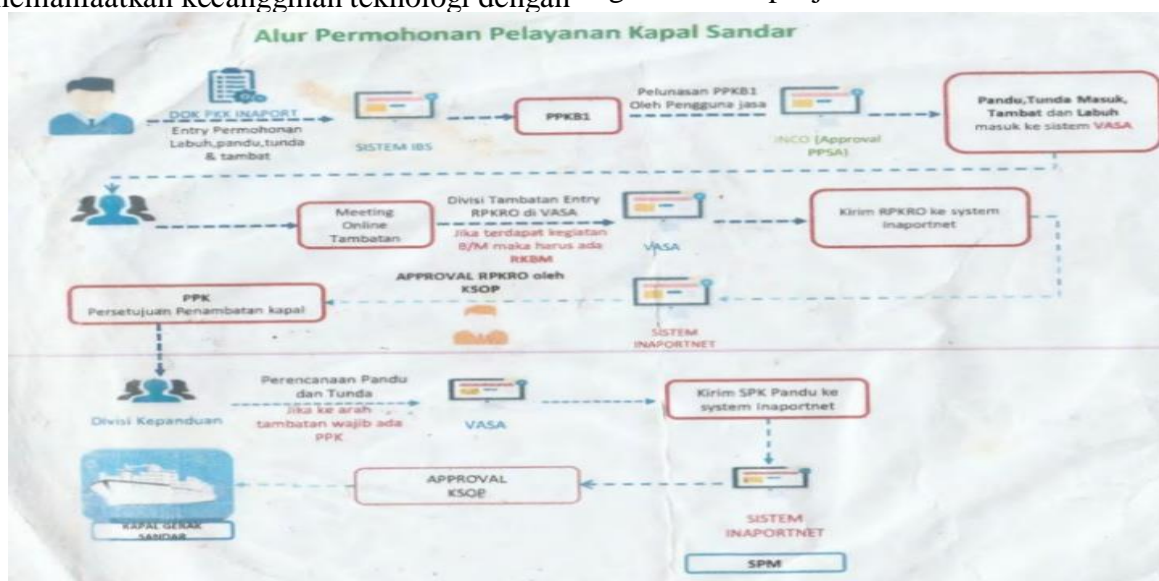 memanfaatkan kecanggihan teknologi dengan
Alur Permohonan Pelayanan Kapal Sandar
DOK PKK INAPORT
Entry Permohonan
Labuh,pandu,tunda
& tambat
SISTEM IBS
PPKB1
Pelunasan PPKB1
Oleh Pengguna jasa
INCO (Approval
PPSA)
Pandu,Tunda Masuk,
Tambat dan Labuh
masuk ke sistem VASA
Meeting
Online
Tambatan
Divisi Tambatan Entry
RPKRO di VASA
Jika terdapat kegiatan
B/M maka harus ada
RKBM
VASA
Kirim RPKRO ke system
Inaportnet
APPROVAL RPKRO oleh
KSOP
SISTEM
INAPORTNET
PPK
Persetujuan Penambatan kapal
Divisi Kepanduan
Perencanaan Pandu
dan Tunda
Jika ke arah
tambatan wajib ada
PPK
VASA
Kirim SPK Pandu ke
system Inaportnet
SISTEM
INAPORTNET
SPM
APPROVAL
KSOP
KAPAL GERAK
SANDAR